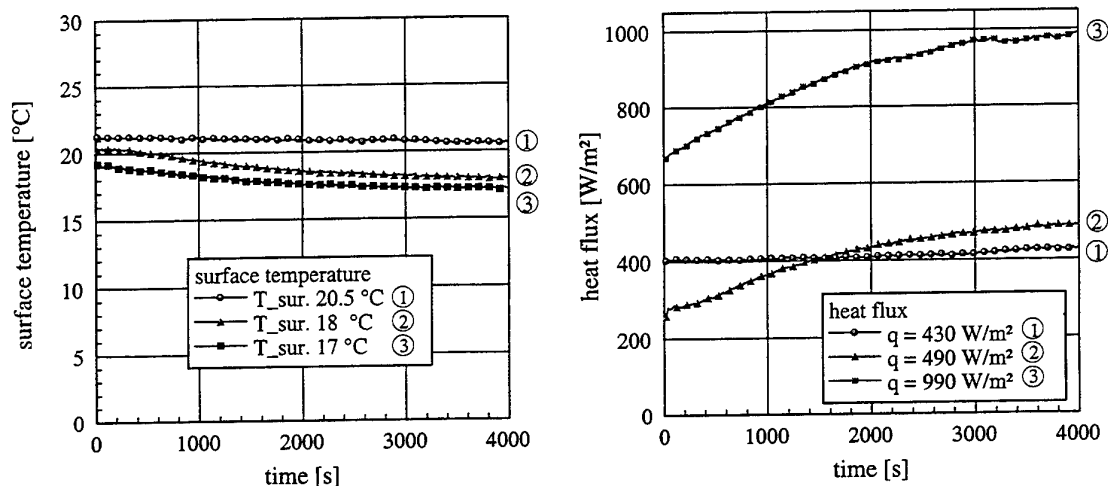 surface temperature [°C]
30
25
20
15
10
5
0
0 1000 2000 3000 4000
time [s]
①
②
③
surface temperature
T_sur. 20.5 °C ①
T_sur. 18 °C ②
T_sur. 17 °C ③
heat flux [W/m²]
1000
800
600
400
200
0
0 1000 2000 3000 4000
time [s]
③
②
①
heat flux
q = 430 W/m² ①
q = 490 W/m² ②
q = 990 W/m² ③